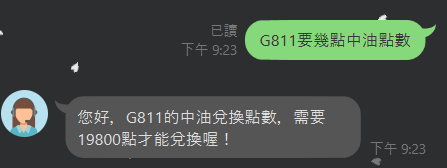 已讀
下午 9:23
G811要幾點中油點數
您好，G811的中油兌換點數，需要
19800點才能兌換喔！
下午 9:23